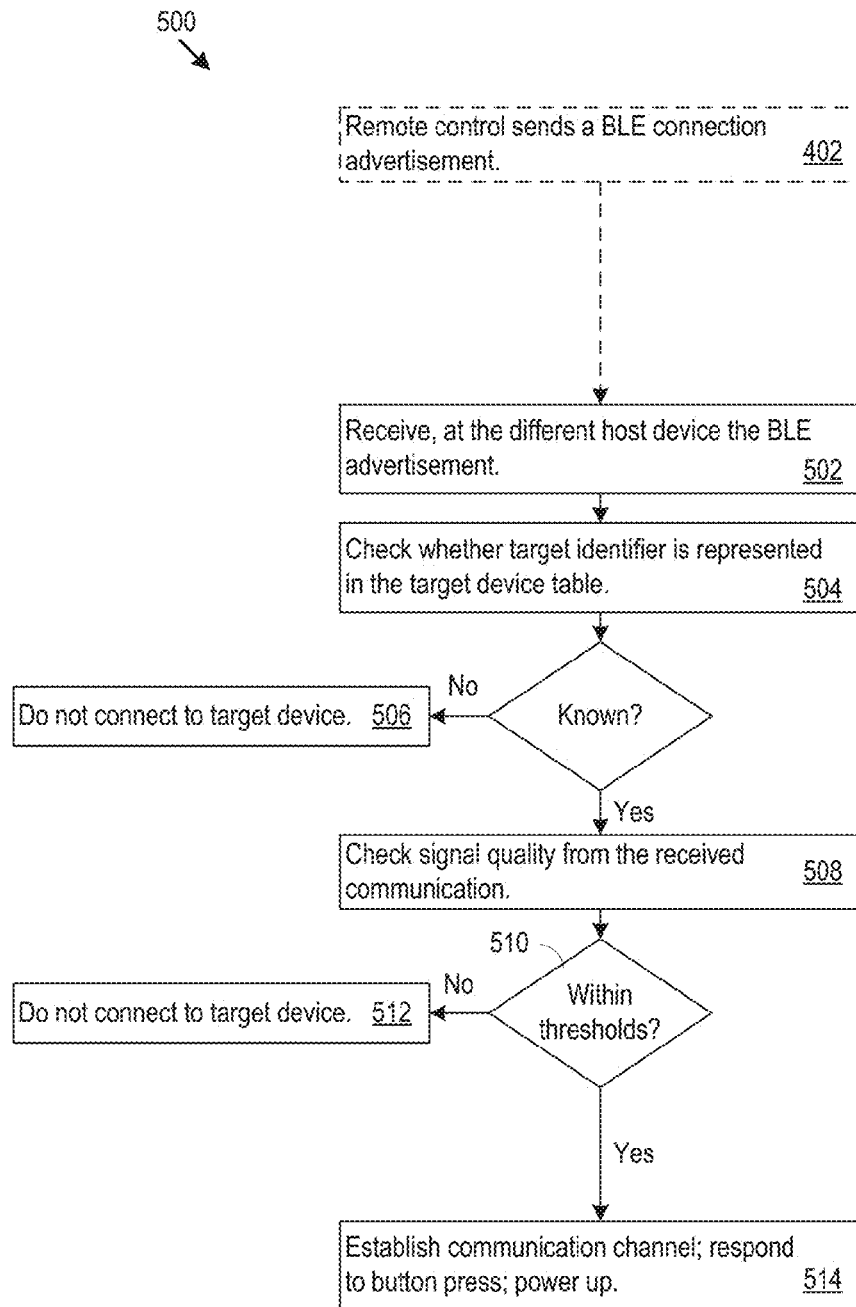 500
Remote control sends a BLE connection
advertisement. 402
Receive, at the different host device the BLE
advertisement. 502
Check whether target identifier is represented
in the target device table. 504
No
Do not connect to target device. 506
Known?
Yes
Check signal quality from the received
communication. 508
510
No
Do not connect to target device. 512
Within
thresholds?
Yes
Establish communication channel; respond
to button press; power up. 514